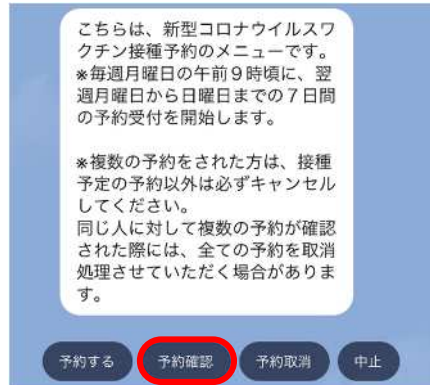 こちらは、新型コロナウイルスワ
クチン接種予約のメニューです。
※毎週月曜日の午前９時頃に、翌
週月曜日から日曜日までの７日間
の予約受付を開始します。
※複数の予約をされた方は、接種
予定の予約以外は必ずキャンセル
してください。
同じ人に対して複数の予約が確認
された際には、全ての予約を取消
処理させていただく場合がありま
す。
予約する 予約確認 予約取消 中止